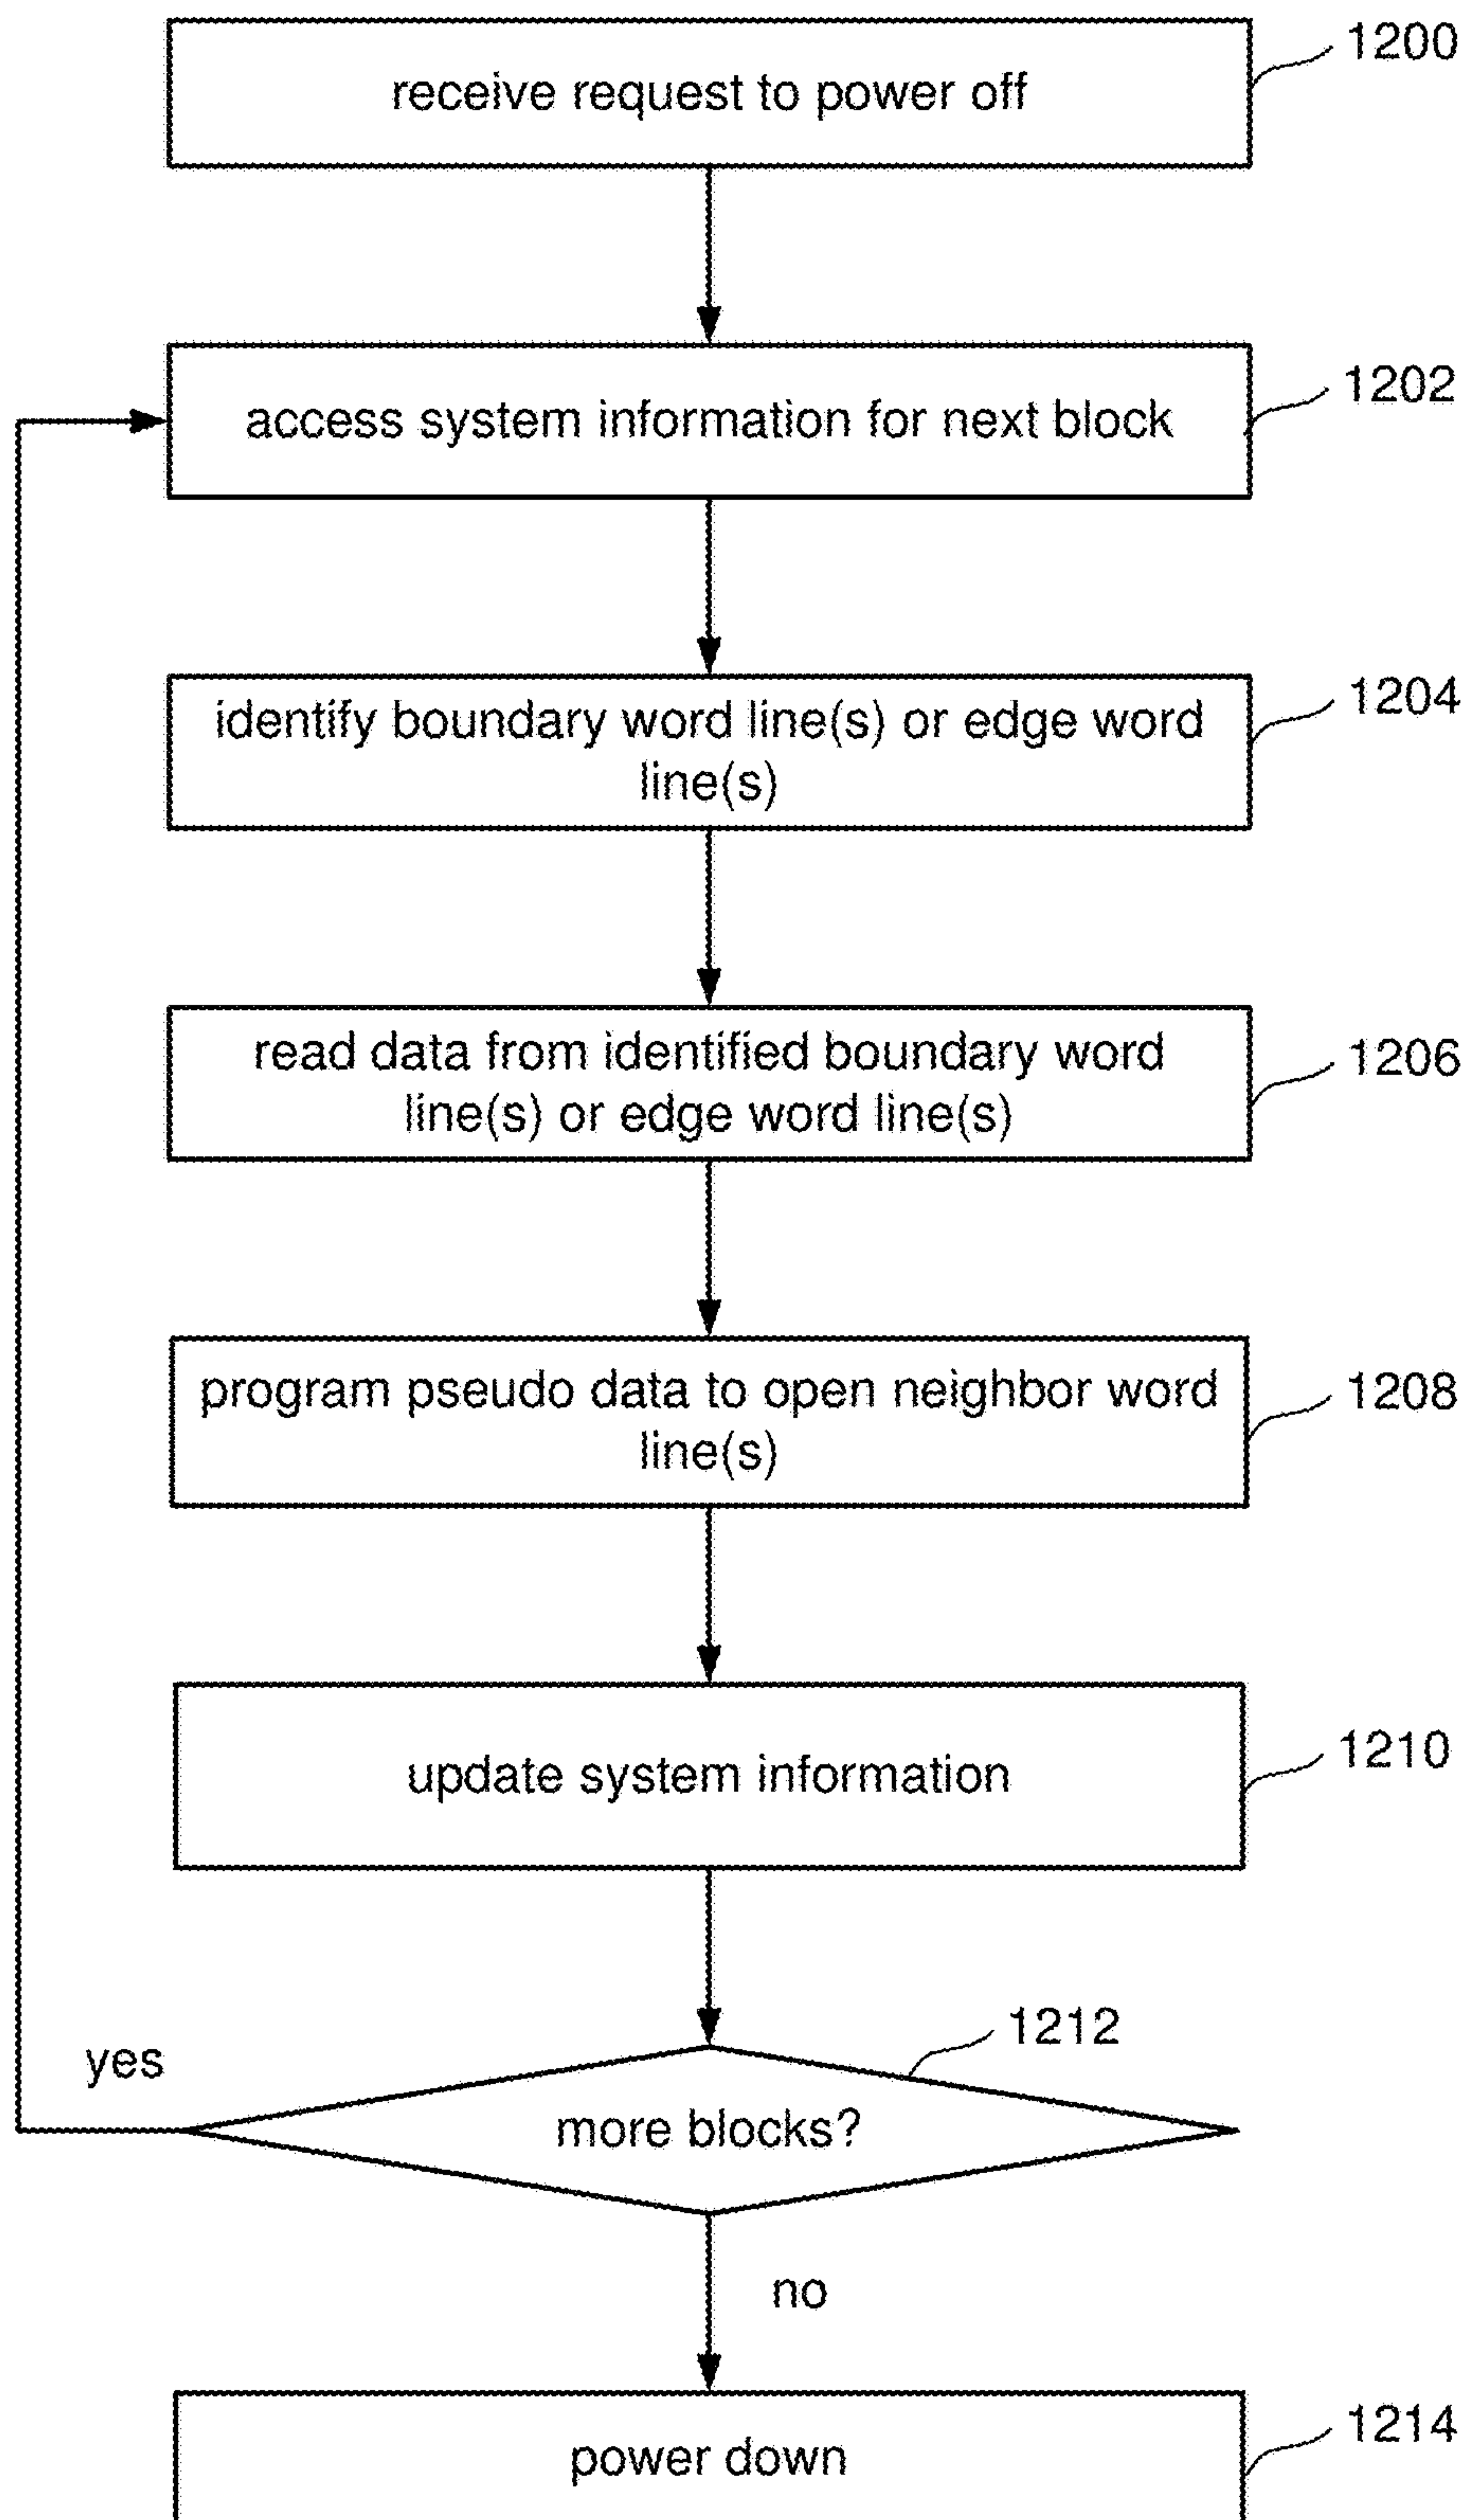 receive request to power off
1200
access system information for next block
1202
identify boundary word line(s) or edge word
line(s)
1204
read data from identified boundary word
line(s) or edge word line(s)
1206
program pseudo data to open neighbor word
line(s)
1208
update system information
1210
1212
yes
more blocks?
no
power down
1214